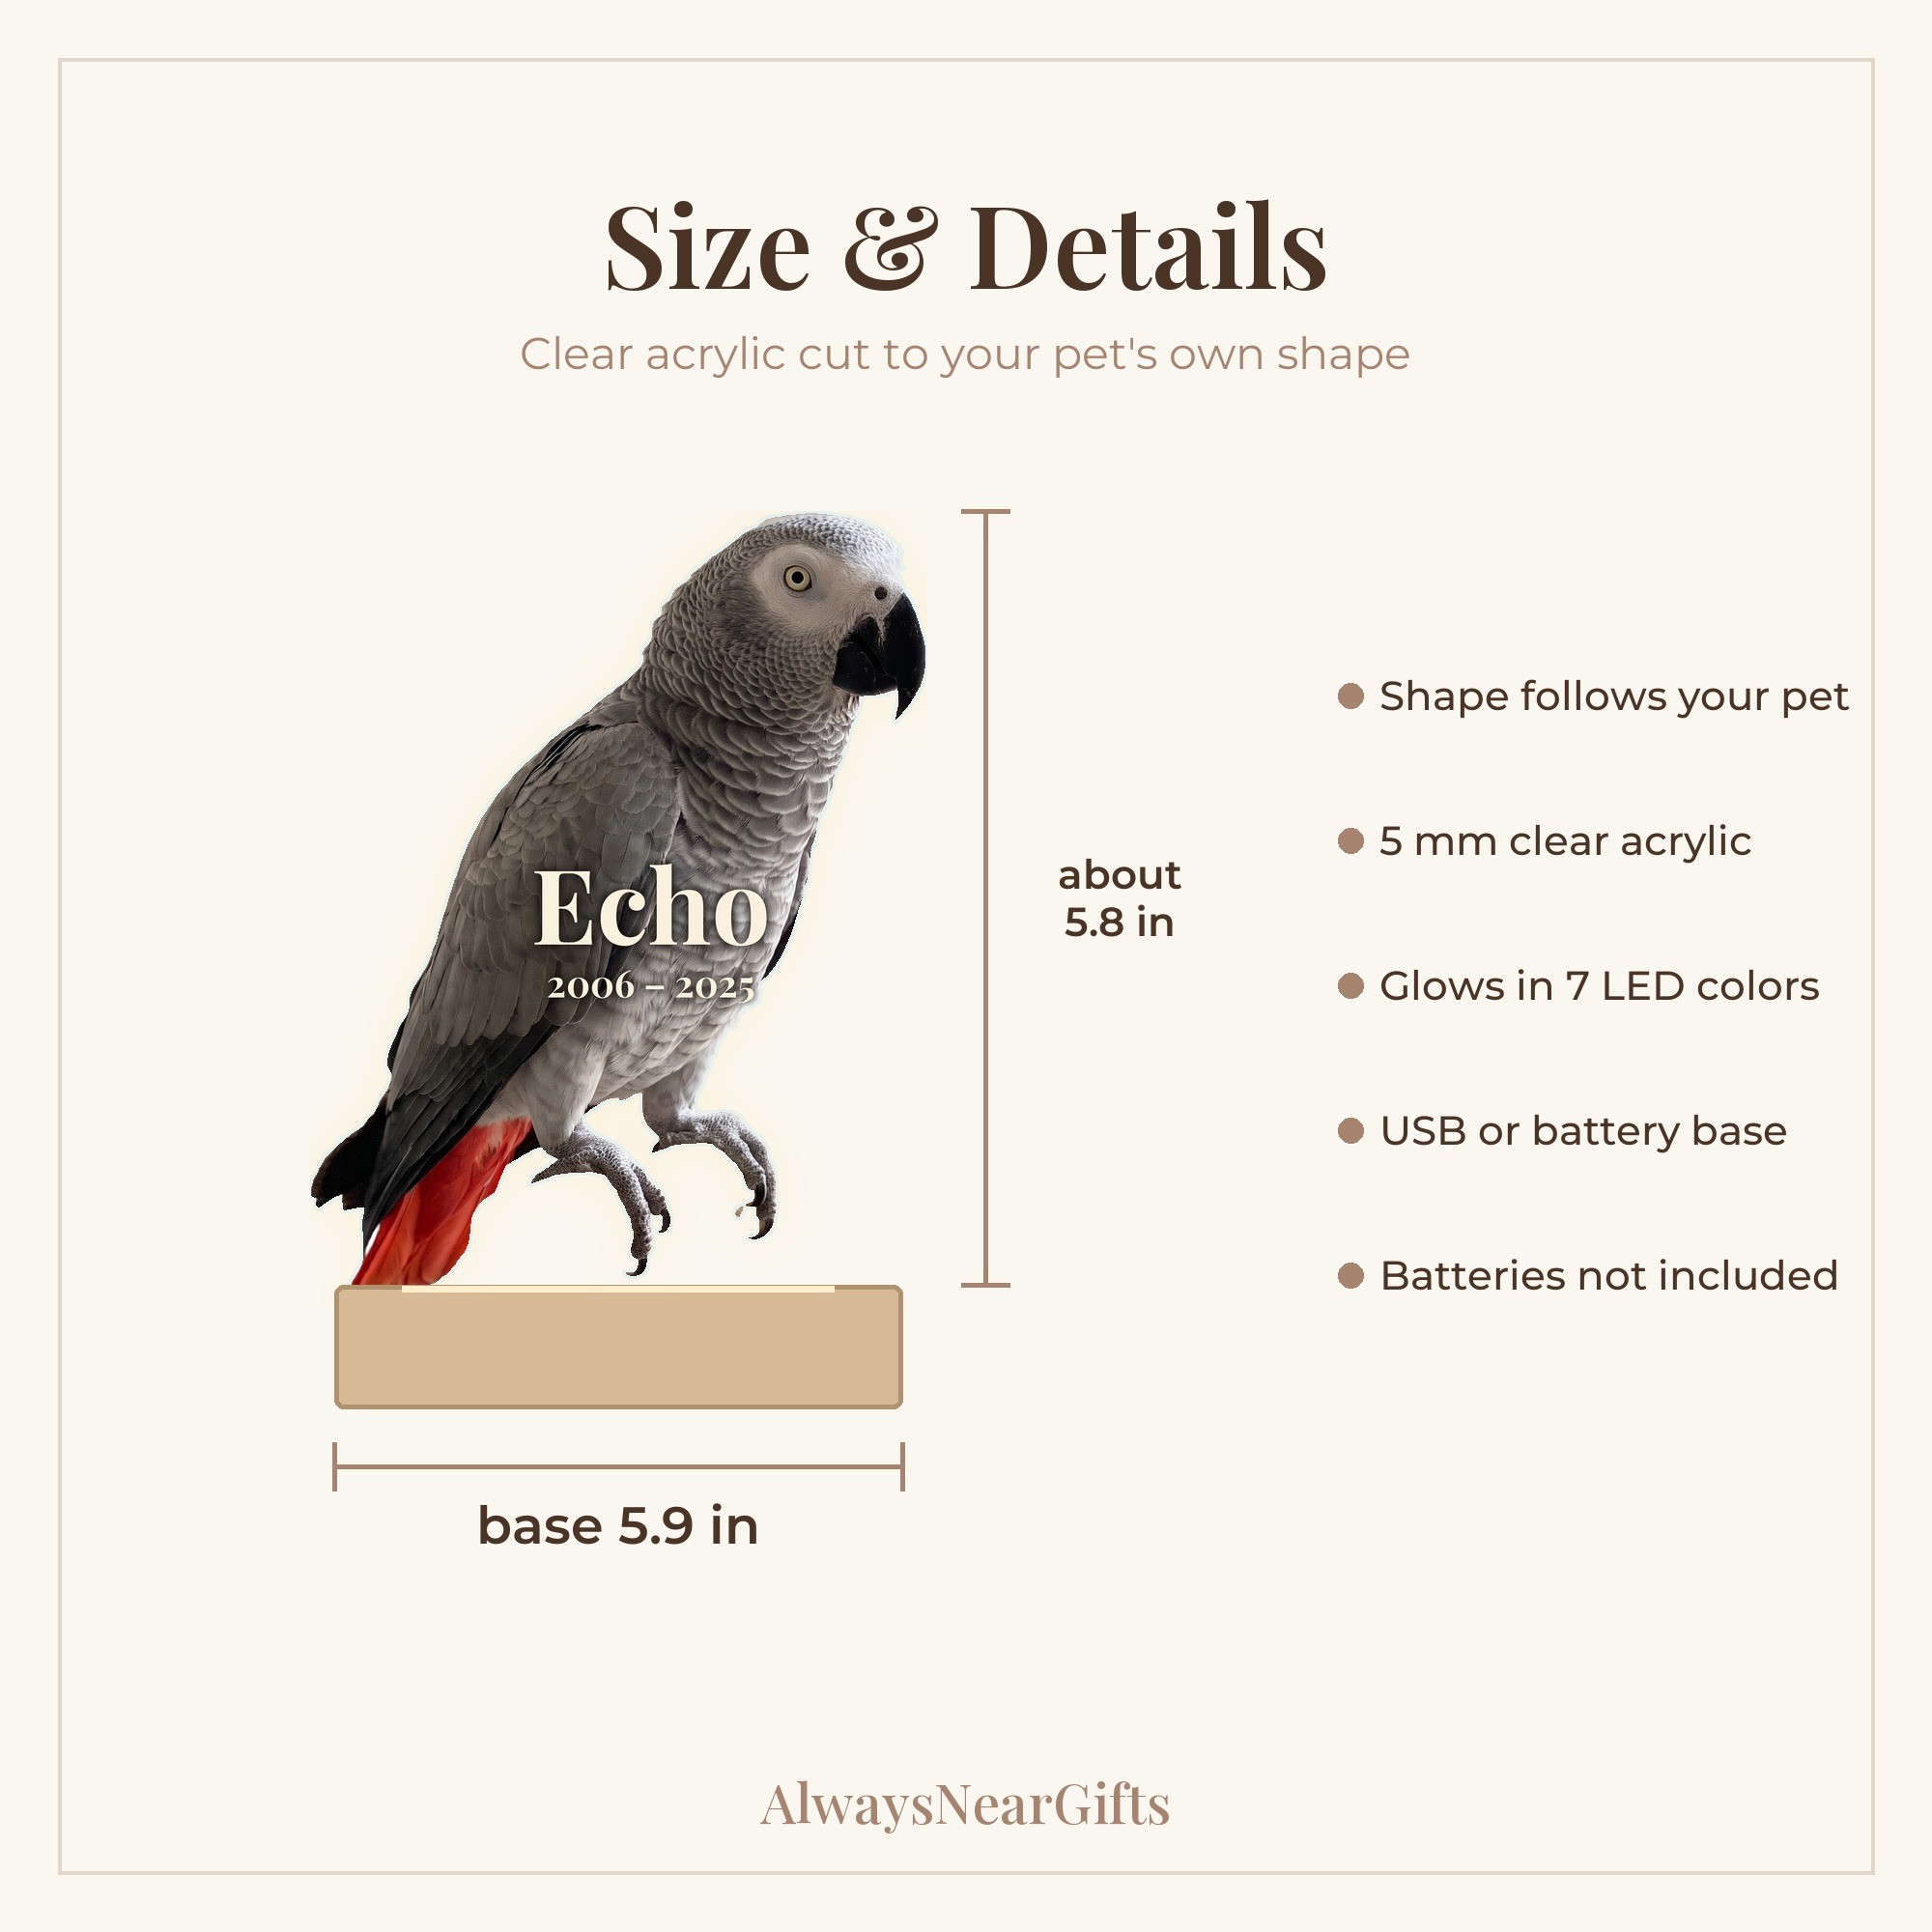 Size & Details
Clear acrylic cut to your pet's own shape
Echo
2006 – 2025
about
5.8 in
base 5.9 in
Shape follows your pet
5 mm clear acrylic
Glows in 7 LED colors
USB or battery base
Batteries not included
AlwaysNearGifts